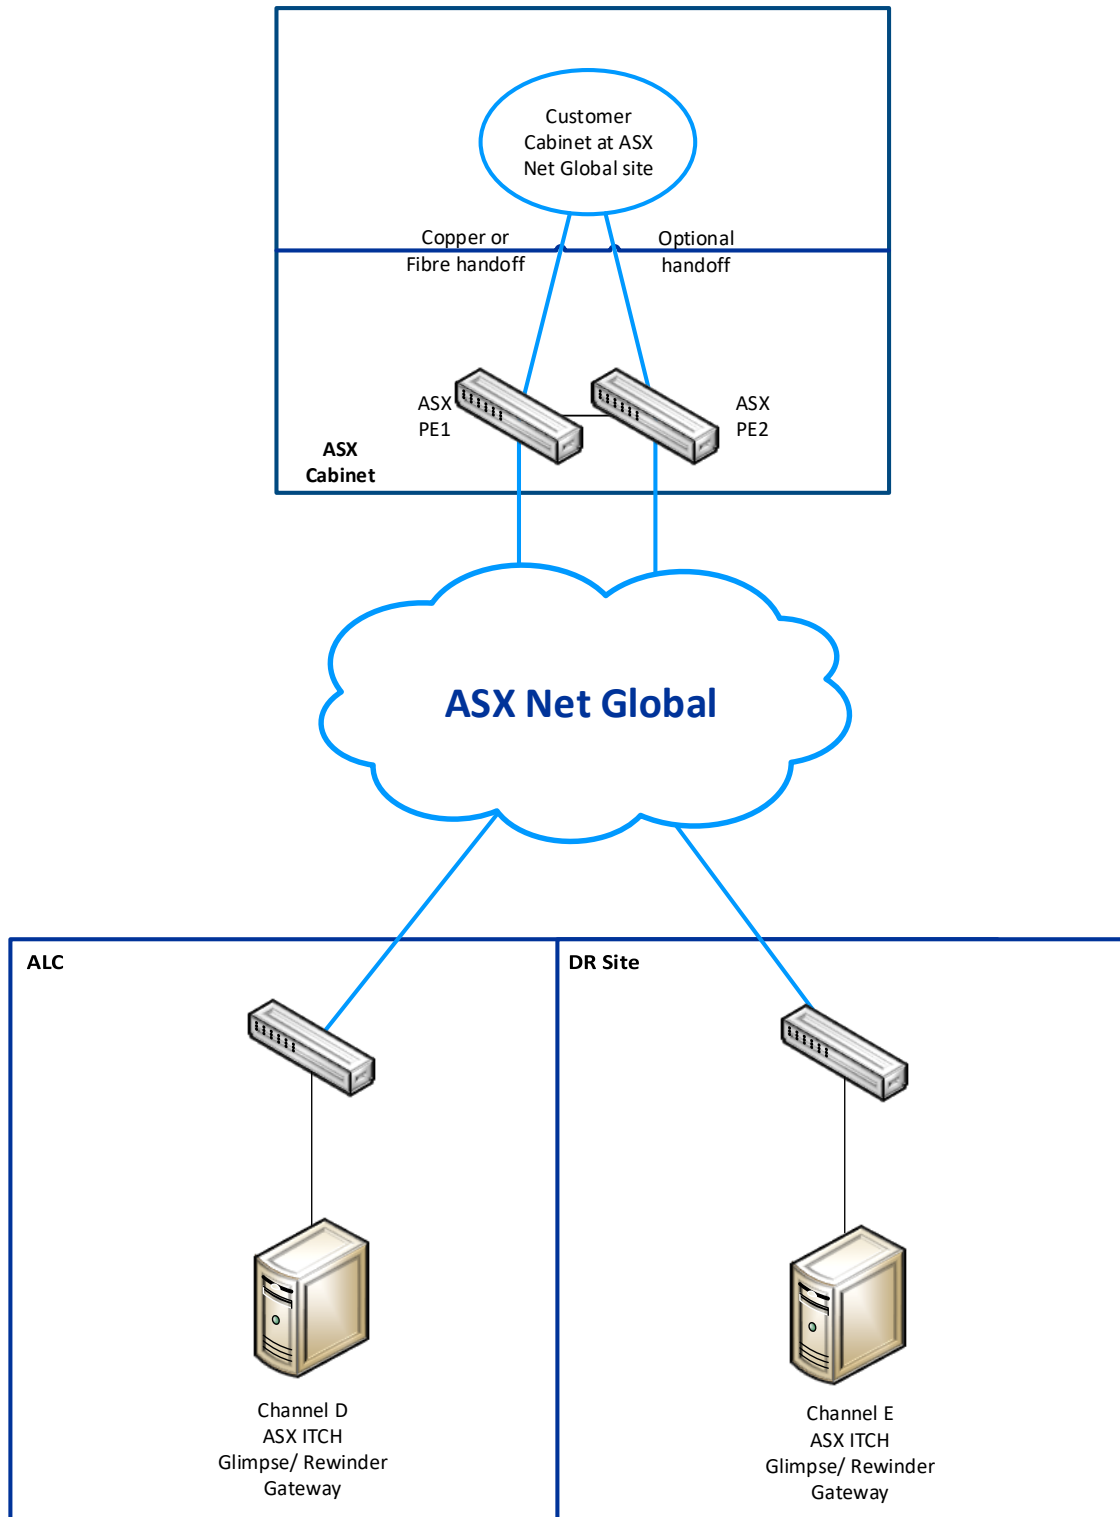 Customer
Cabinet at ASX
Net Global site
Copper or
Fibre handoff
Optional
handoff
ASX
PE1
ASX
PE2
ASX
Cabinet
ASX Net Global
ALC
DR Site
Channel D
ASX ITCH
Glimpse/ Rewinder
Gateway
Channel E
ASX ITCH
Glimpse/ Rewinder
Gateway